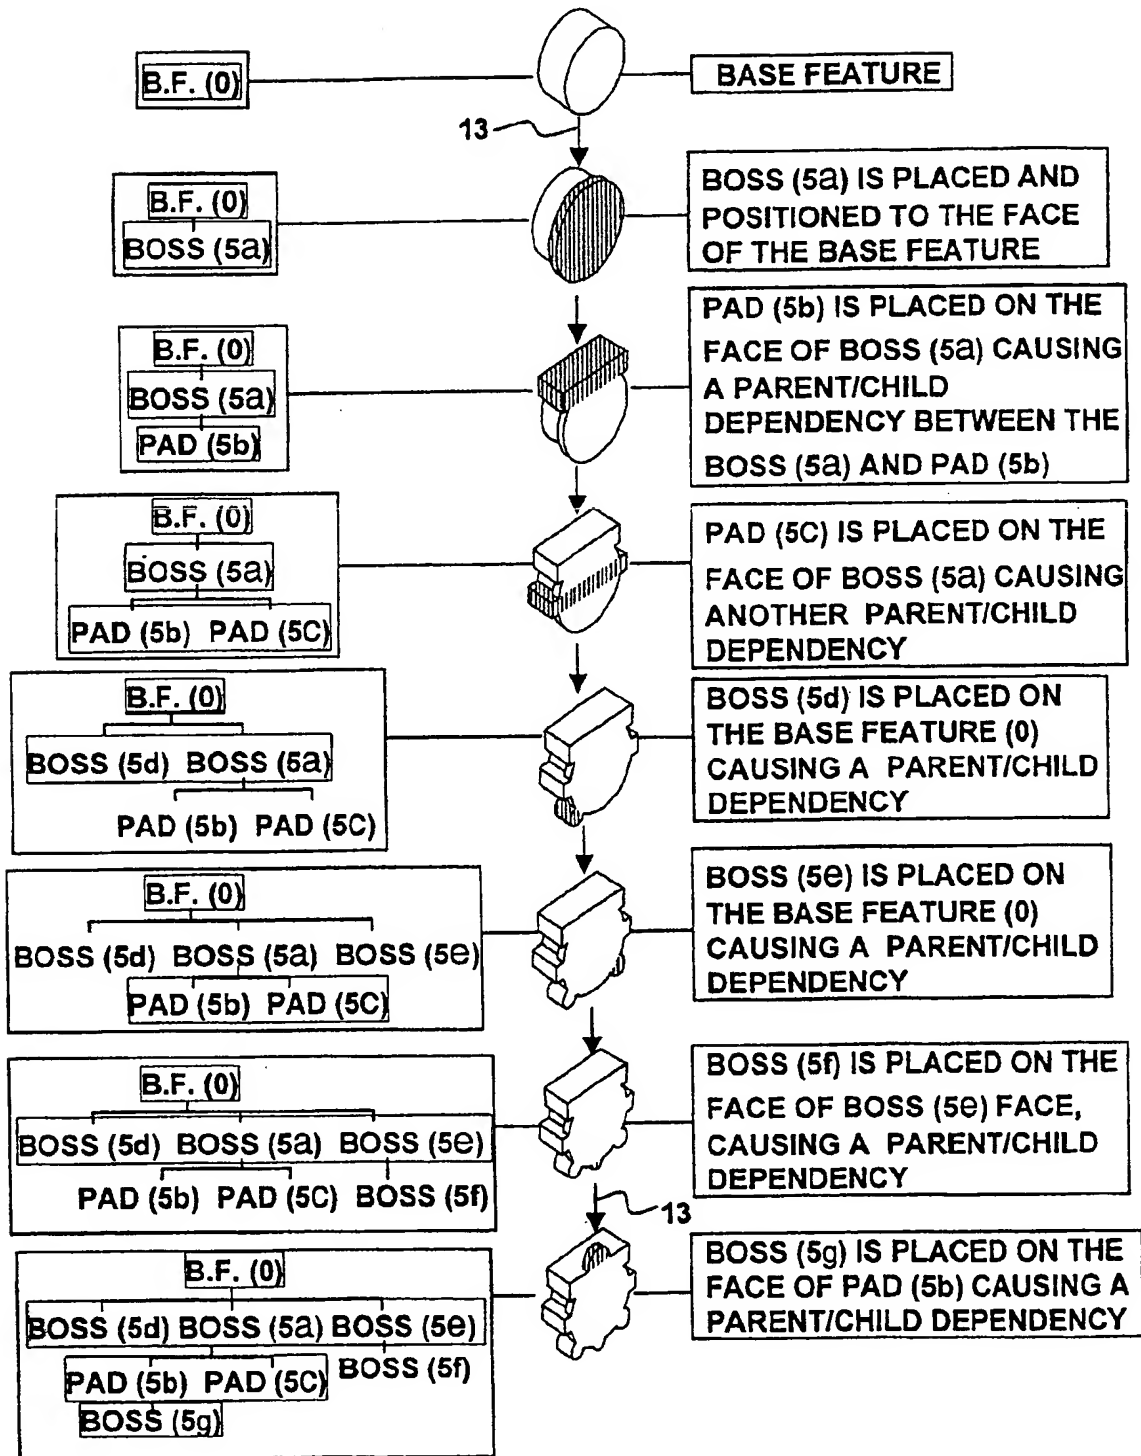 B.F. (0)
BASE FEATURE
13
B.F. (0)
BOSS (5a)
BOSS (5a) IS PLACED AND
POSITIONED TO THE FACE
OF THE BASE FEATURE
B.F. (0)
BOSS (5a)
PAD (5b)
PAD (5b) IS PLACED ON THE
FACE OF BOSS (5a) CAUSING
A PARENT/CHILD
DEPENDENCY BETWEEN THE
BOSS (5a) AND PAD (5b)
B.F. (0)
BOSS (5a)
PAD (5b) PAD (5C)
PAD (5C) IS PLACED ON THE
FACE OF BOSS (5a) CAUSING
ANOTHER PARENT/CHILD
DEPENDENCY
B.F. (0)
BOSS (5d) BOSS (5a)
PAD (5b) PAD (5C)
BOSS (5d) IS PLACED ON
THE BASE FEATURE (0)
CAUSING A PARENT/CHILD
DEPENDENCY
B.F. (0)
BOSS (5d) BOSS (5a) BOSS (5e)
PAD (5b) PAD (5C)
BOSS (5e) IS PLACED ON
THE BASE FEATURE (0)
CAUSING A PARENT/CHILD
DEPENDENCY
B.F. (0)
BOSS (5d) BOSS (5a) BOSS (5e)
PAD (5b) PAD (5C) BOSS (5f)
BOSS (5f) IS PLACED ON THE
FACE OF BOSS (5e) FACE,
CAUSING A PARENT/CHILD
DEPENDENCY
13
B.F. (0)
BOSS (5d) BOSS (5a) BOSS (5e)
PAD (5b) PAD (5C) BOSS (5f)
BOSS (5g)
BOSS (5g) IS PLACED ON THE
FACE OF PAD (5b) CAUSING A
PARENT/CHILD DEPENDENCY